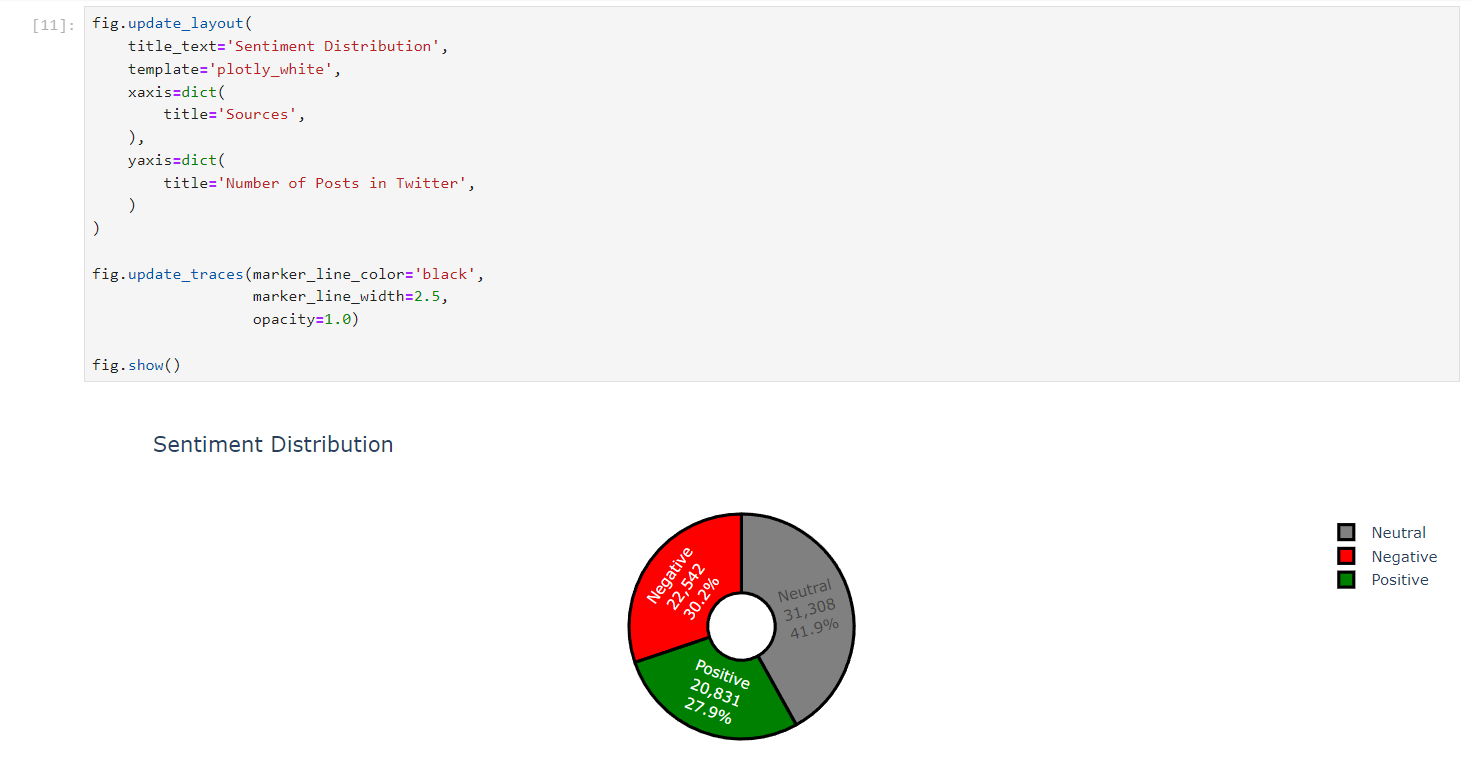 [11]:
fig.update_layout(
    title_text='Sentiment Distribution',
    template='plotly_white',
    xaxis=dict(
        title='Sources',
    ),
    yaxis=dict(
        title='Number of Posts in Twitter',
    )
)
fig.update_traces(marker_line_color='black',
                  marker_line_width=2.5,
                  opacity=1.0)
fig.show()
Sentiment Distribution
Negative
22,542
30.2%
Neutral
31,308
41.9%
Positive
20,831
27.9%
Neutral
Negative
Positive